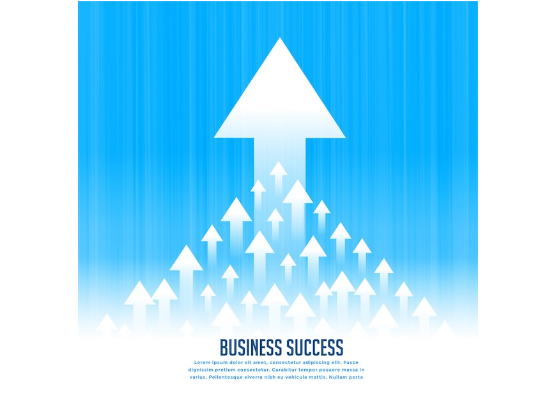 BUSINESS SUCCESS
Lorem ipsum dolor sit amet, consectetur adipiscing elit. Fusce
dignissim pretium consectetur. Curabitur tempor posuere massa in
varius. Pellentesque viverra nibh eu vehicula mattis. Nullam porta